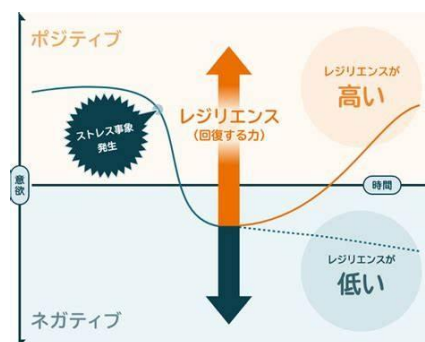 ポジティブ
レジリエンスが
高い
レジリエンス
(回復する力)
ストレス事象
発生
意欲
時間
レジリエンスが
低い
ネガティブ